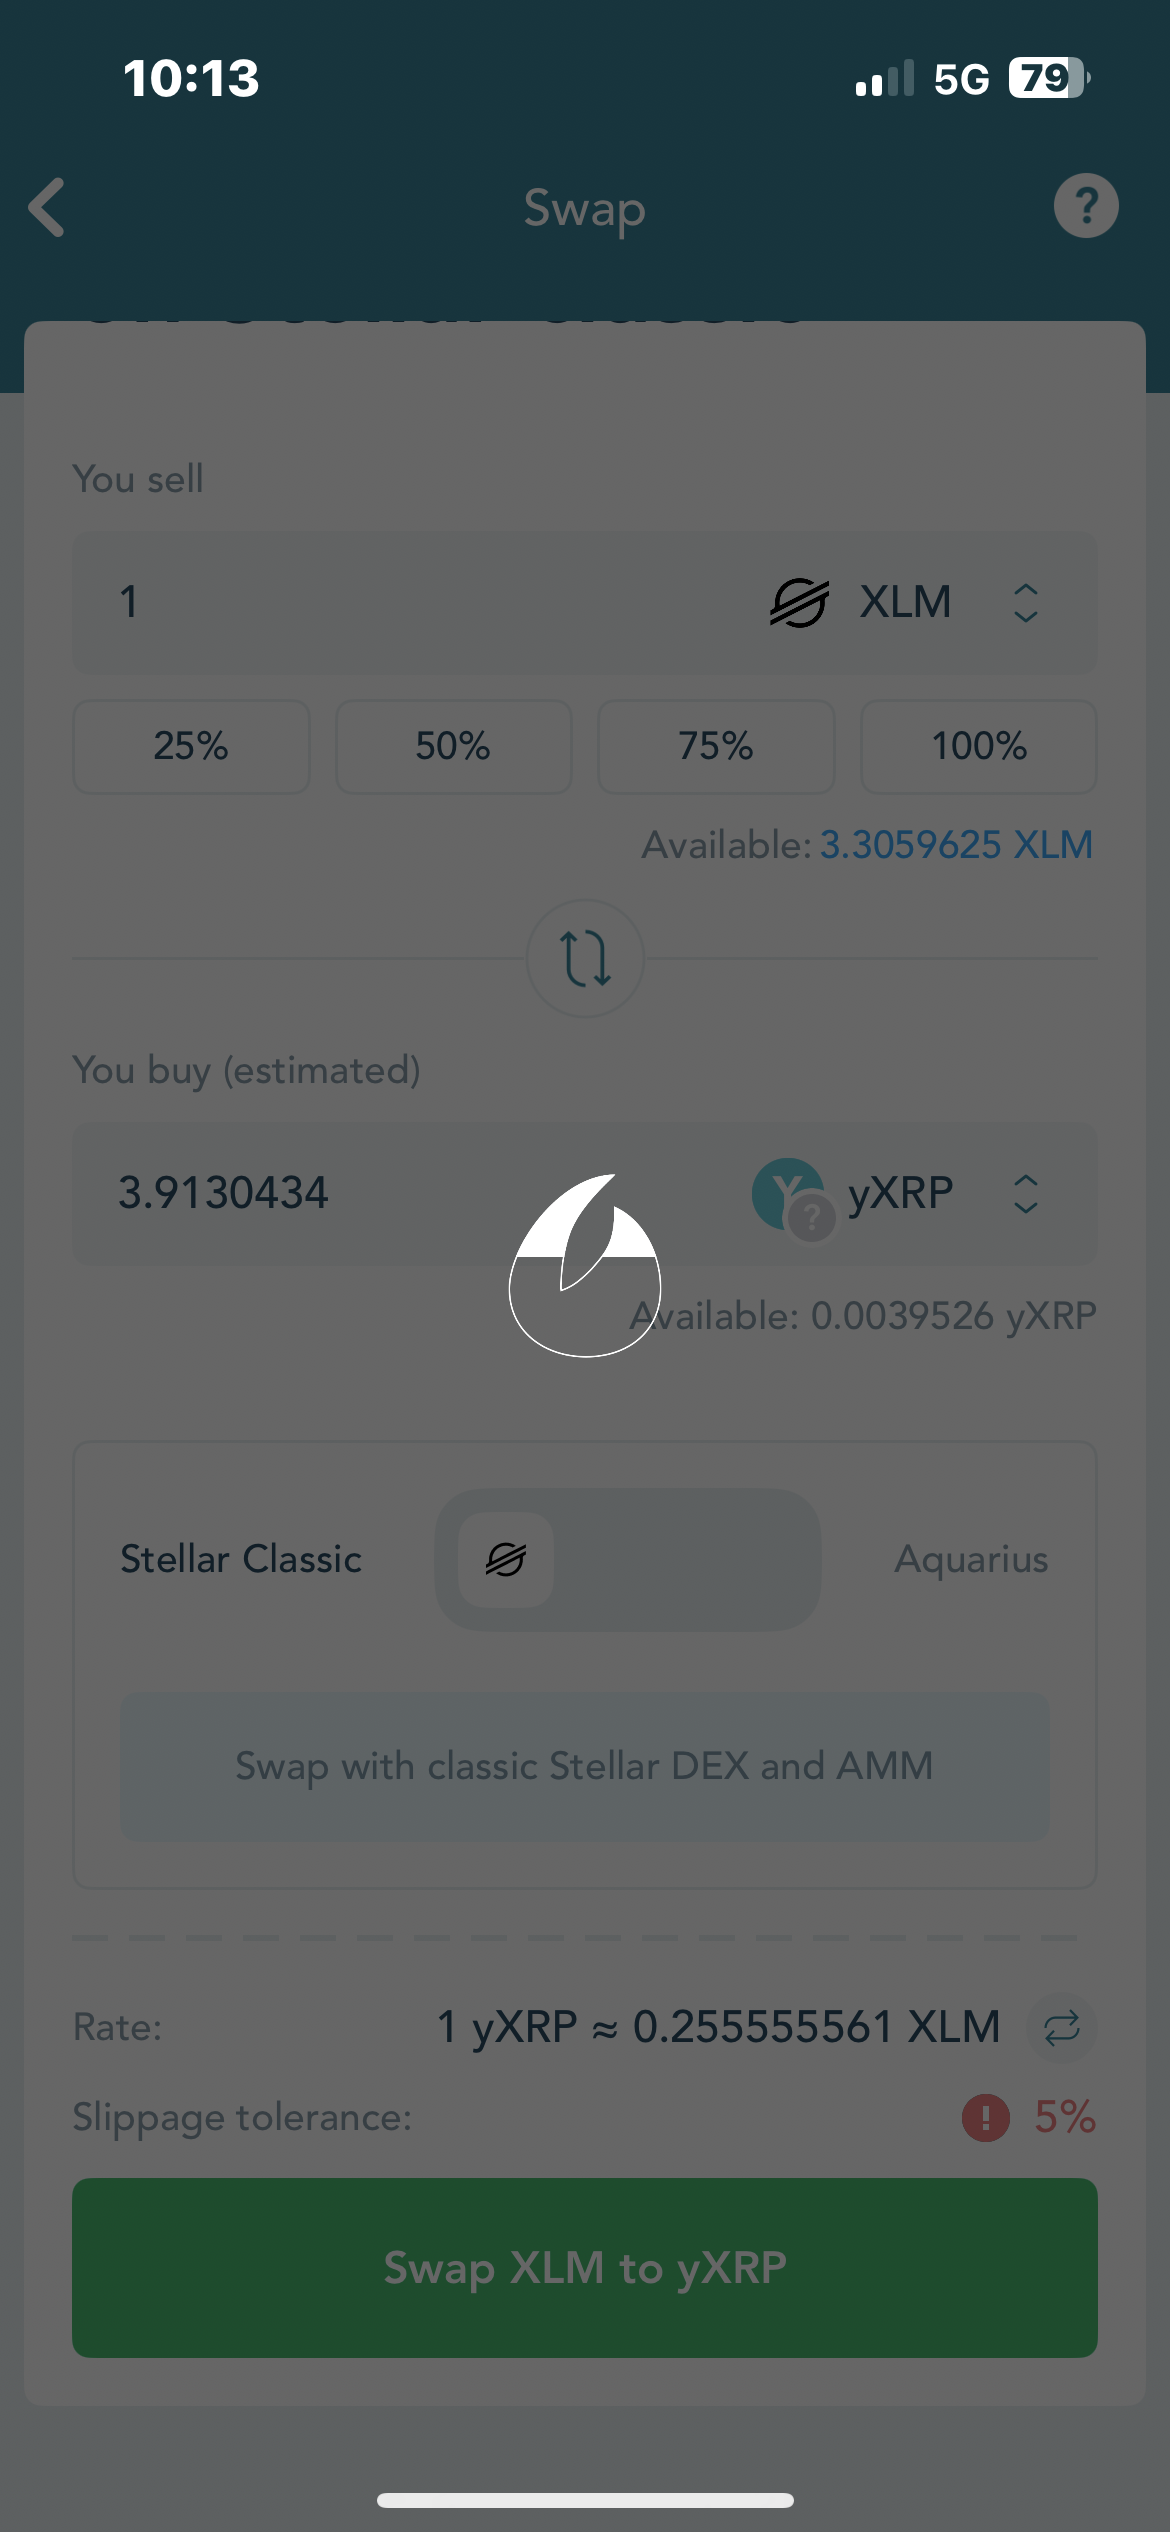 10:13
5G 79
Swap
?
You sell
1 XLM
25% 50% 75% 100%
Available: 3.3059625 XLM
You buy (estimated)
3.9130434 yXRP
Y
?
Available: 0.0039526 yXRP
Stellar Classic Aquarius
Swap with classic Stellar DEX and AMM
Rate: 1 yXRP ≈ 0.255555561 XLM
Slippage tolerance: ! 5%
Swap XLM to yXRP